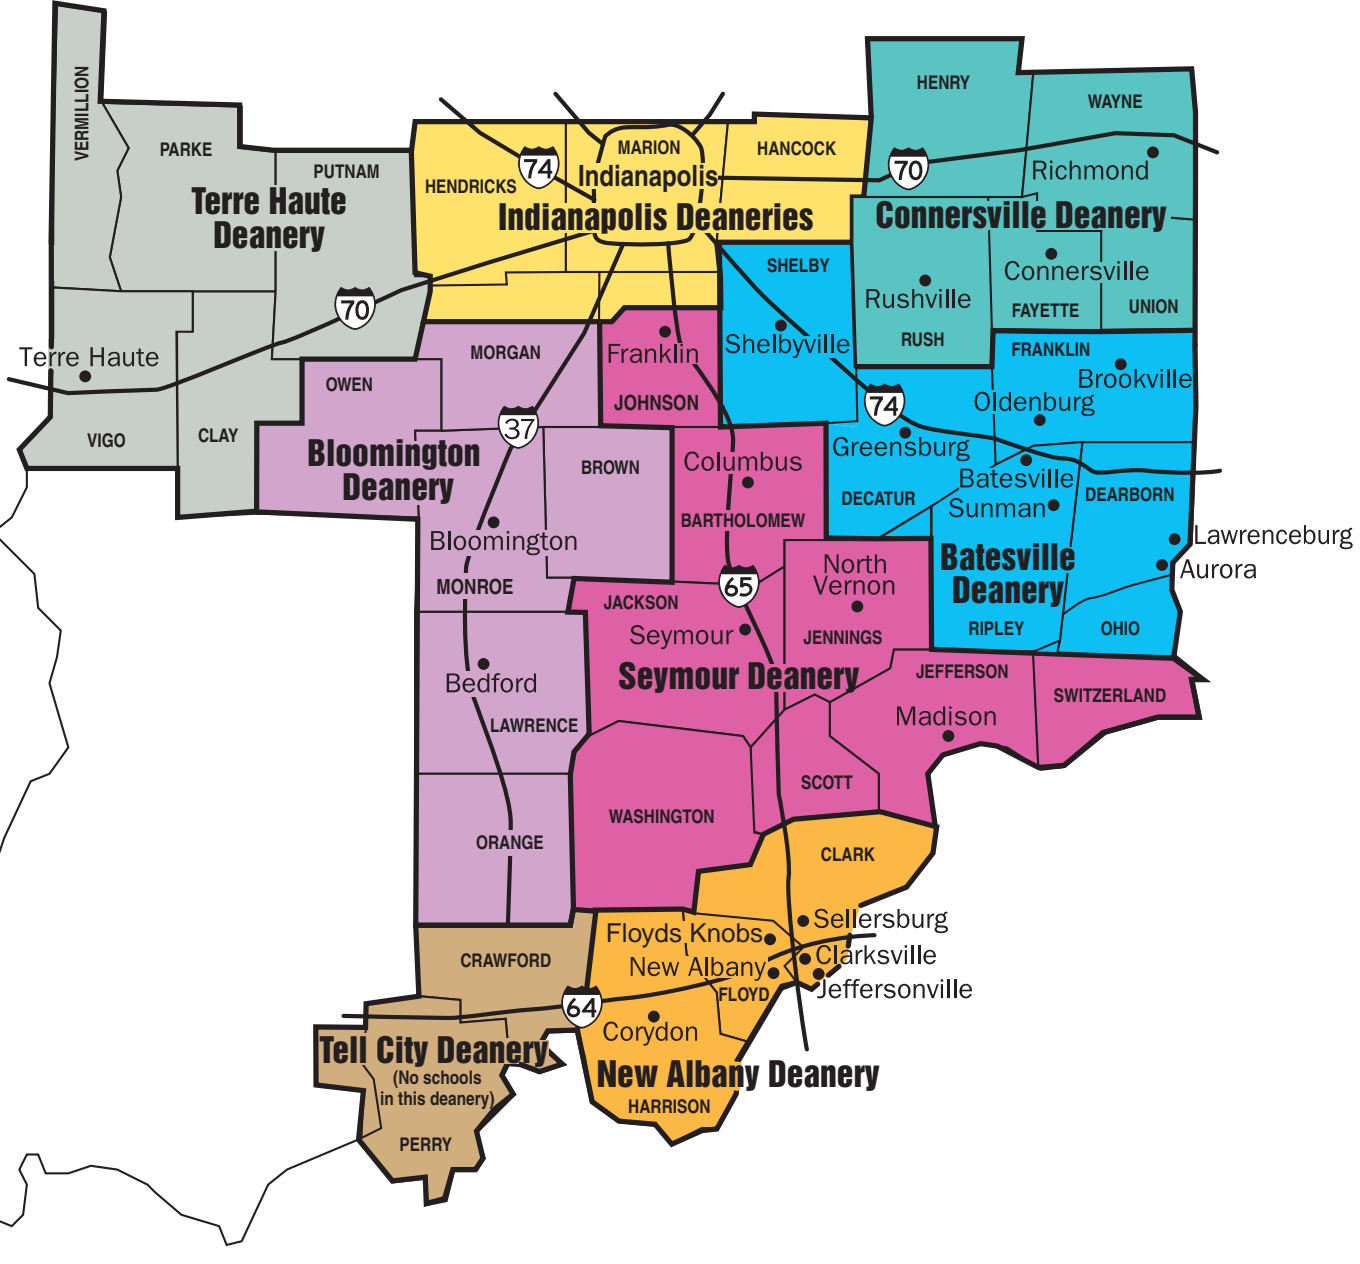 HENRY
VERMILLION
WAYNE
PARKE
MARION
HANCOCK
74
70
Richmond
PUTNAM
HENDRICKS
Indianapolis
Terre Haute
Deanery
Indianapolis Deaneries
Connersville Deanery
SHELBY
Connersville
Rushville
70
FAYETTE
UNION
RUSH
Terre Haute
MORGAN
Franklin
Shelbyville
FRANKLIN
Brookville
OWEN
JOHNSON
74
Oldenburg
37
VIGO
CLAY
Greensburg
Bloomington
Deanery
BROWN
Columbus
Batesville
DECATUR
DEARBORN
Sunman
BARTHOLOMEW
Bloomington
Lawrenceburg
Batesville
Deanery
Aurora
North
Vernon
MONROE
65
JACKSON
Seymour
JENNINGS
RIPLEY
OHIO
Bedford
Seymour Deanery
JEFFERSON
SWITZERLAND
LAWRENCE
Madison
SCOTT
WASHINGTON
ORANGE
CLARK
Sellersburg
Floyds Knobs
CRAWFORD
New Albany
Clarksville
FLOYD
Jeffersonville
64
Corydon
Tell City Deanery
(No schools
in this deanery)
New Albany Deanery
HARRISON
PERRY